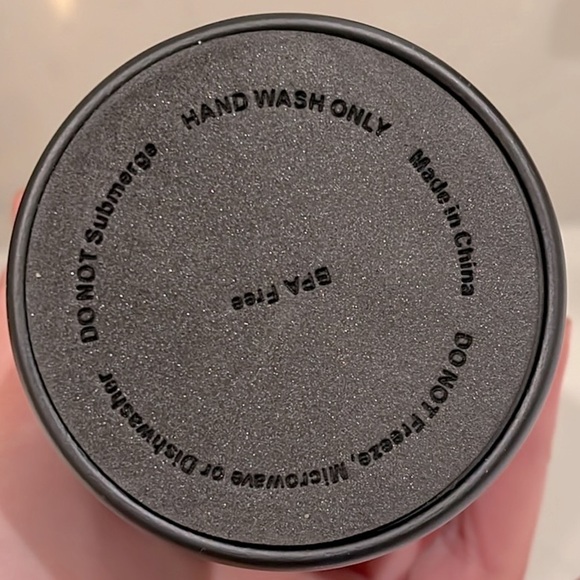 HAND WASH ONLY
Made in China
DO NOT Freeze, Microwave or Dishwasher
DO NOT Submerge
BPA Free